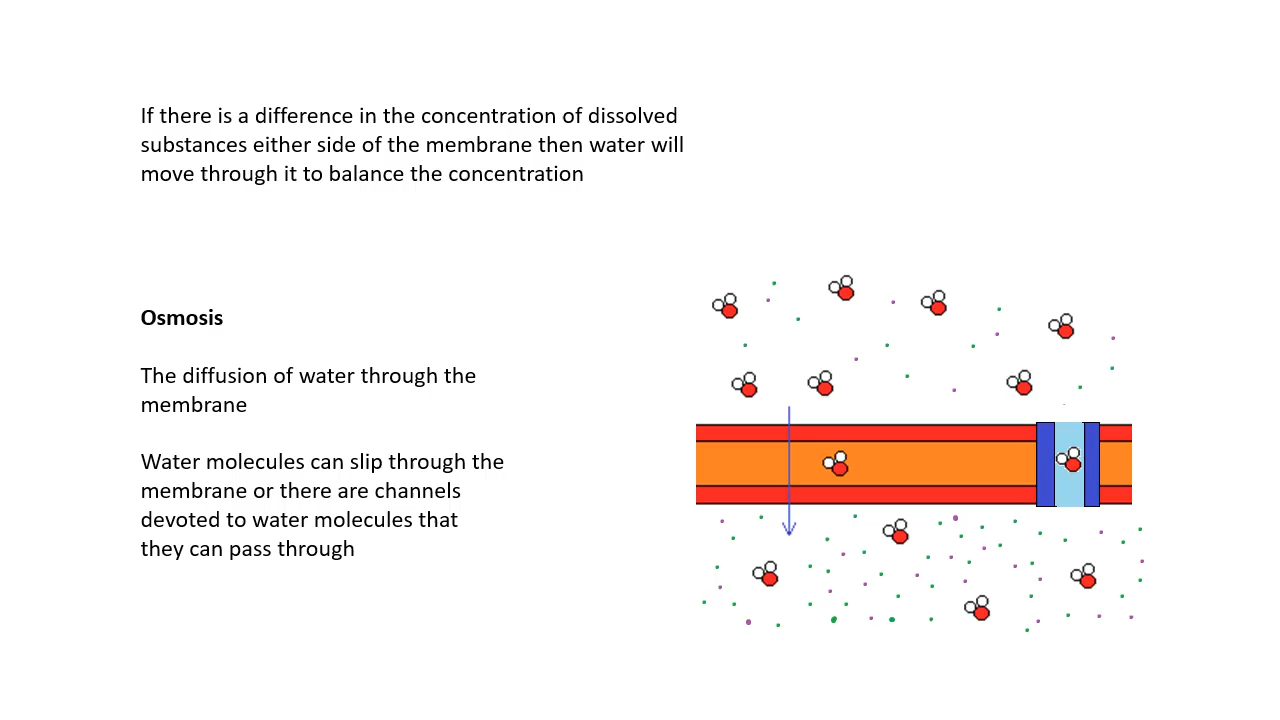 If there is a difference in the concentration of dissolved
substances either side of the membrane then water will
move through it to balance the concentration
Osmosis
The diffusion of water through the
membrane
Water molecules can slip through the
membrane or there are channels
devoted to water molecules that
they can pass through